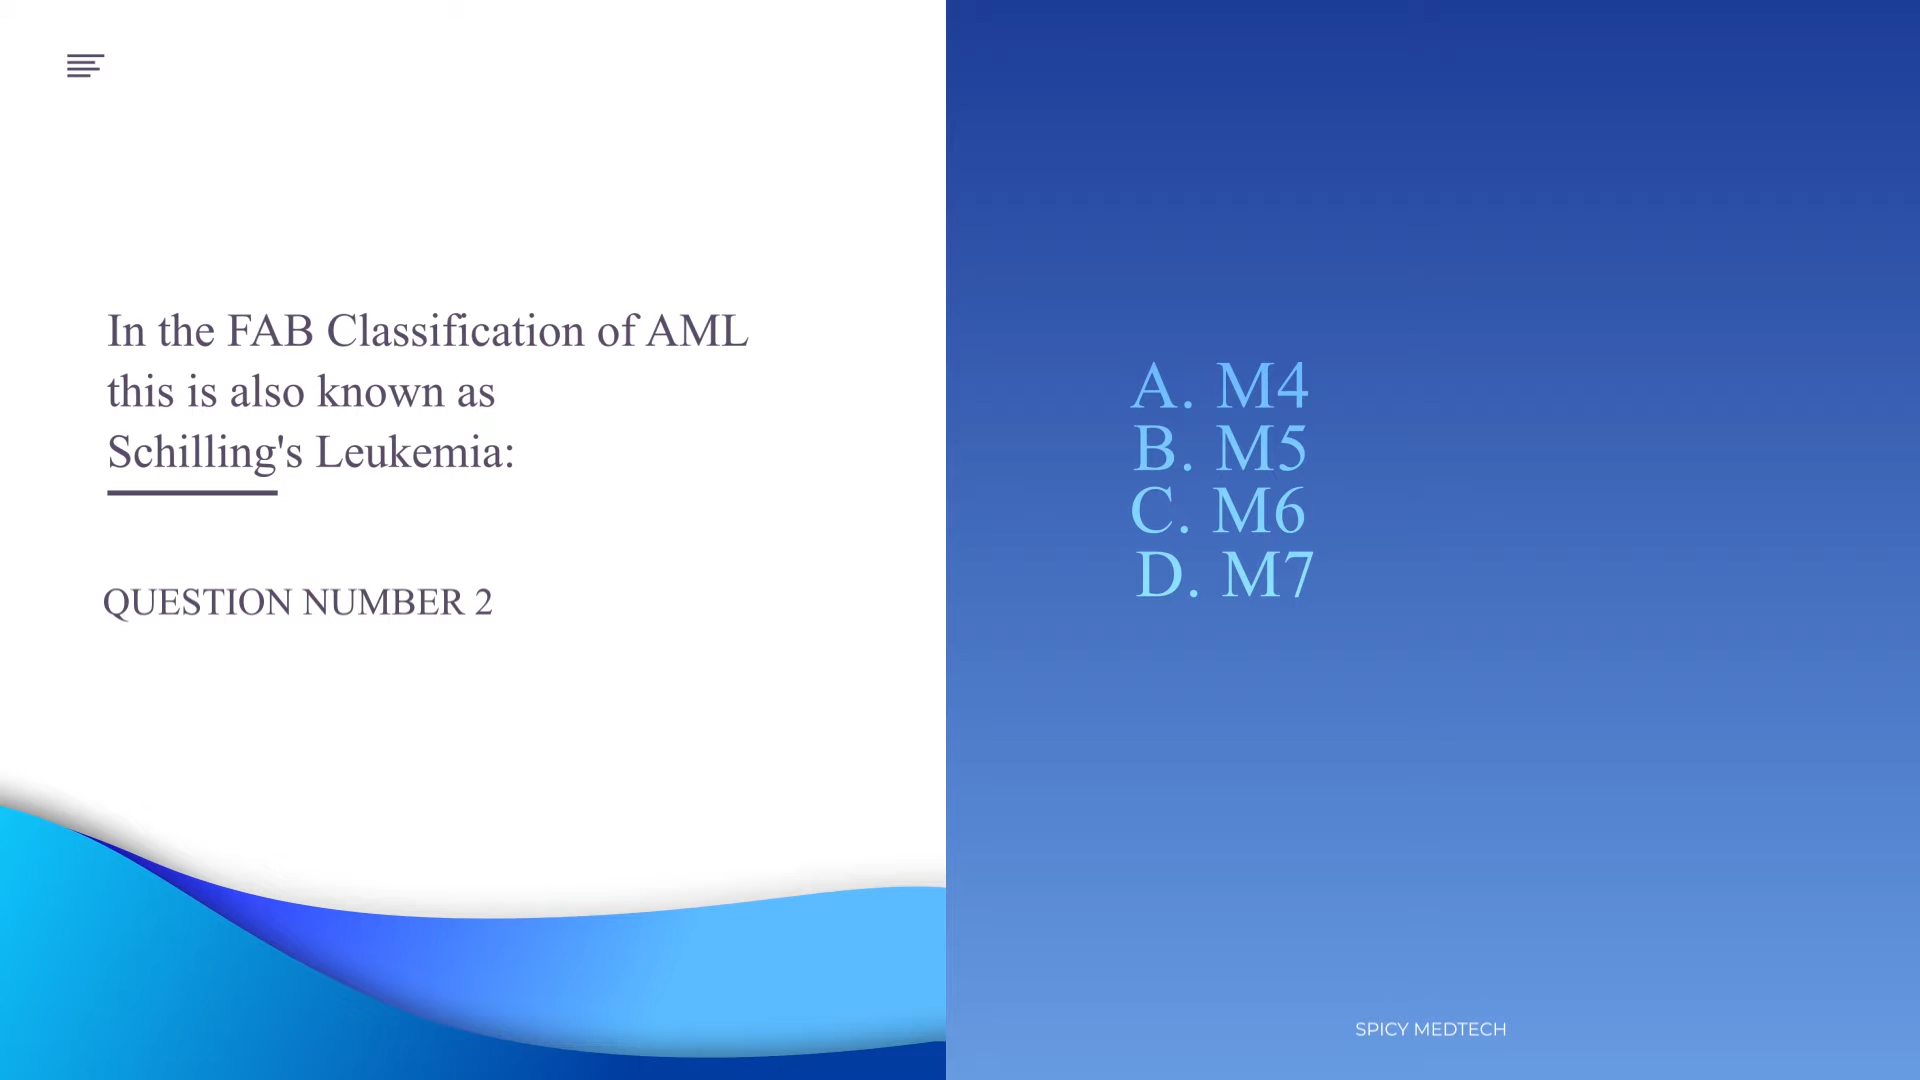 In the FAB Classification of AML
this is also known as
Schilling's Leukemia:
QUESTION NUMBER 2
A. M4
B. M5
C. M6
D. M7
SPICY MEDTECH